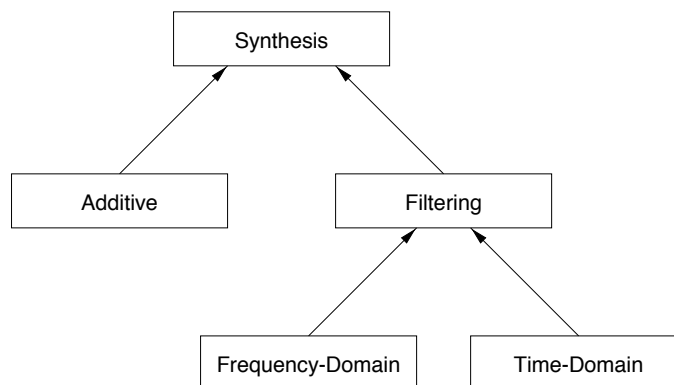 Synthesis
Additive
Filtering
Frequency-Domain
Time-Domain